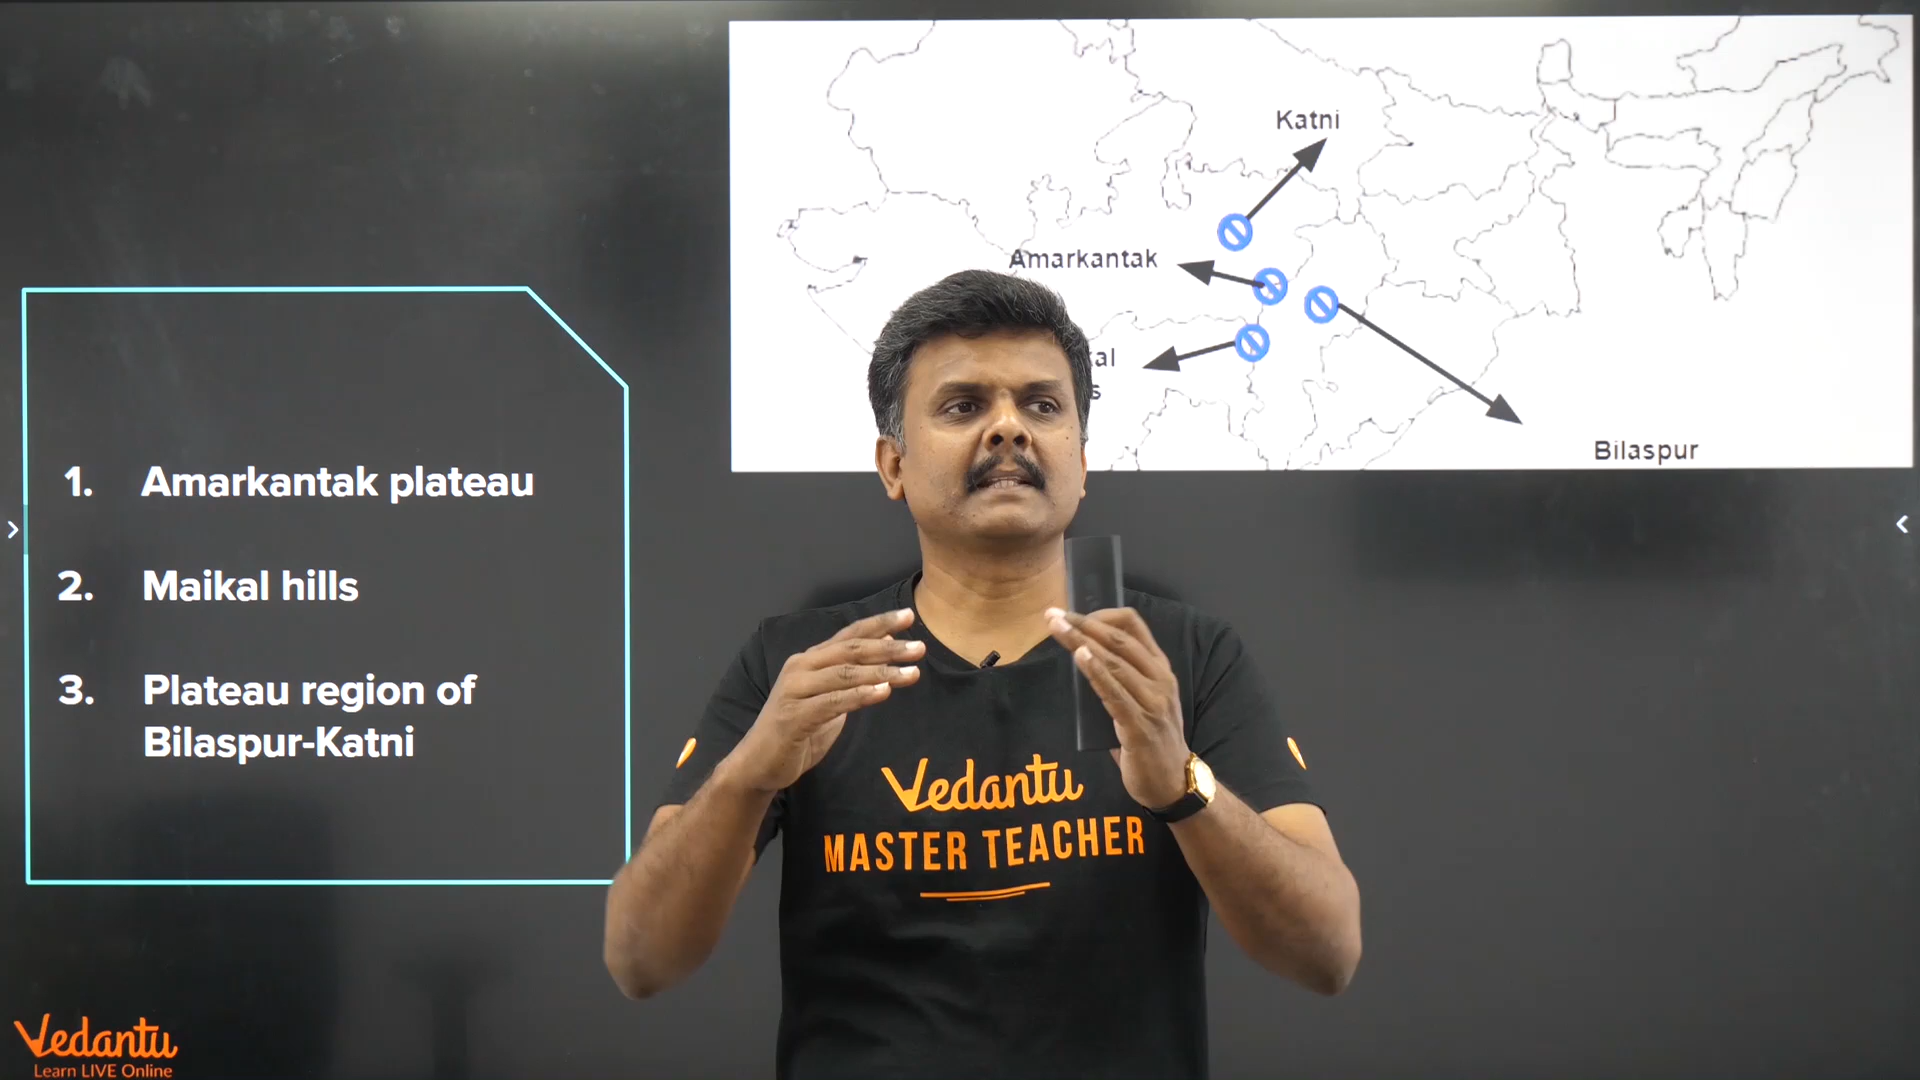 Katni
Amarkantak
Bilaspur
1. Amarkantak plateau
2. Maikal hills
3. Plateau region of
Bilaspur-Katni
Vedantu
MASTER TEACHER
Vedantu
Learn LIVE Online